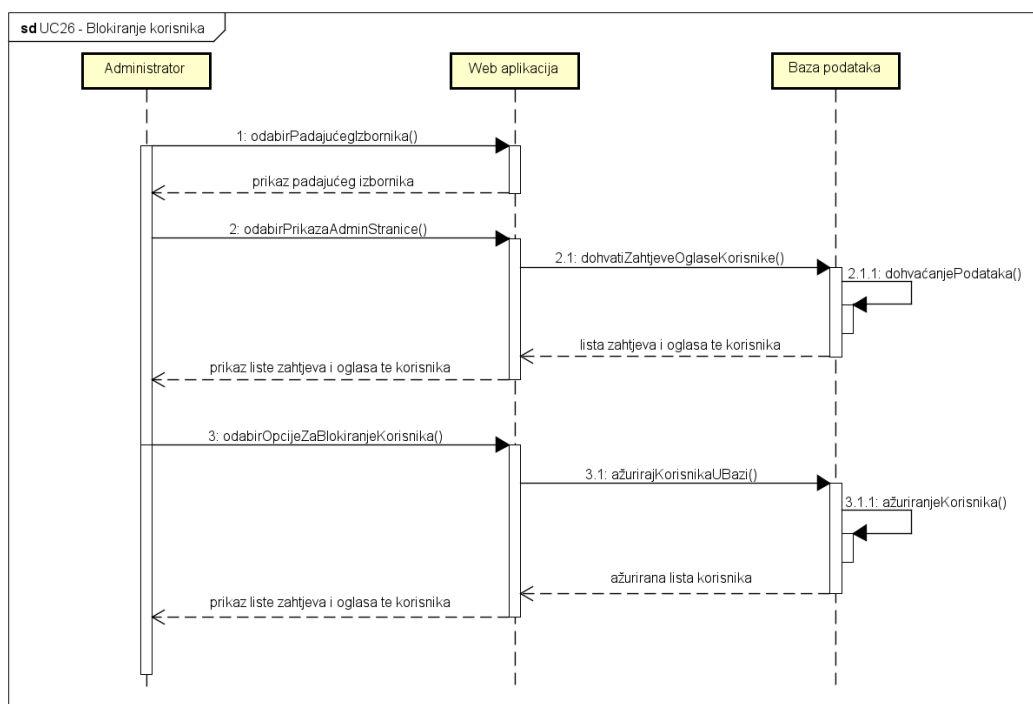 sd UC26 - Blokiranje korisnika
Administrator
Web aplikacija
Baza podataka
1: odabirPadajućegIzbornika()
prikaz padajućeg izbornika
2: odabirPrikazaAdminStranice()
2.1: dohvatiZahtjeveOglaseKorisnike()
2.1.1: dohvaćanjePodataka()
lista zahtjeva i oglasa te korisnika
prikaz liste zahtjeva i oglasa te korisnika
3: odabirOpcijeZaBlokiranjeKorisnika()
3.1: ažurirajKorisnikaUBazi()
3.1.1: ažuriranjeKorisnika()
ažurirana lista korisnika
prikaz liste zahtjeva i oglasa te korisnika